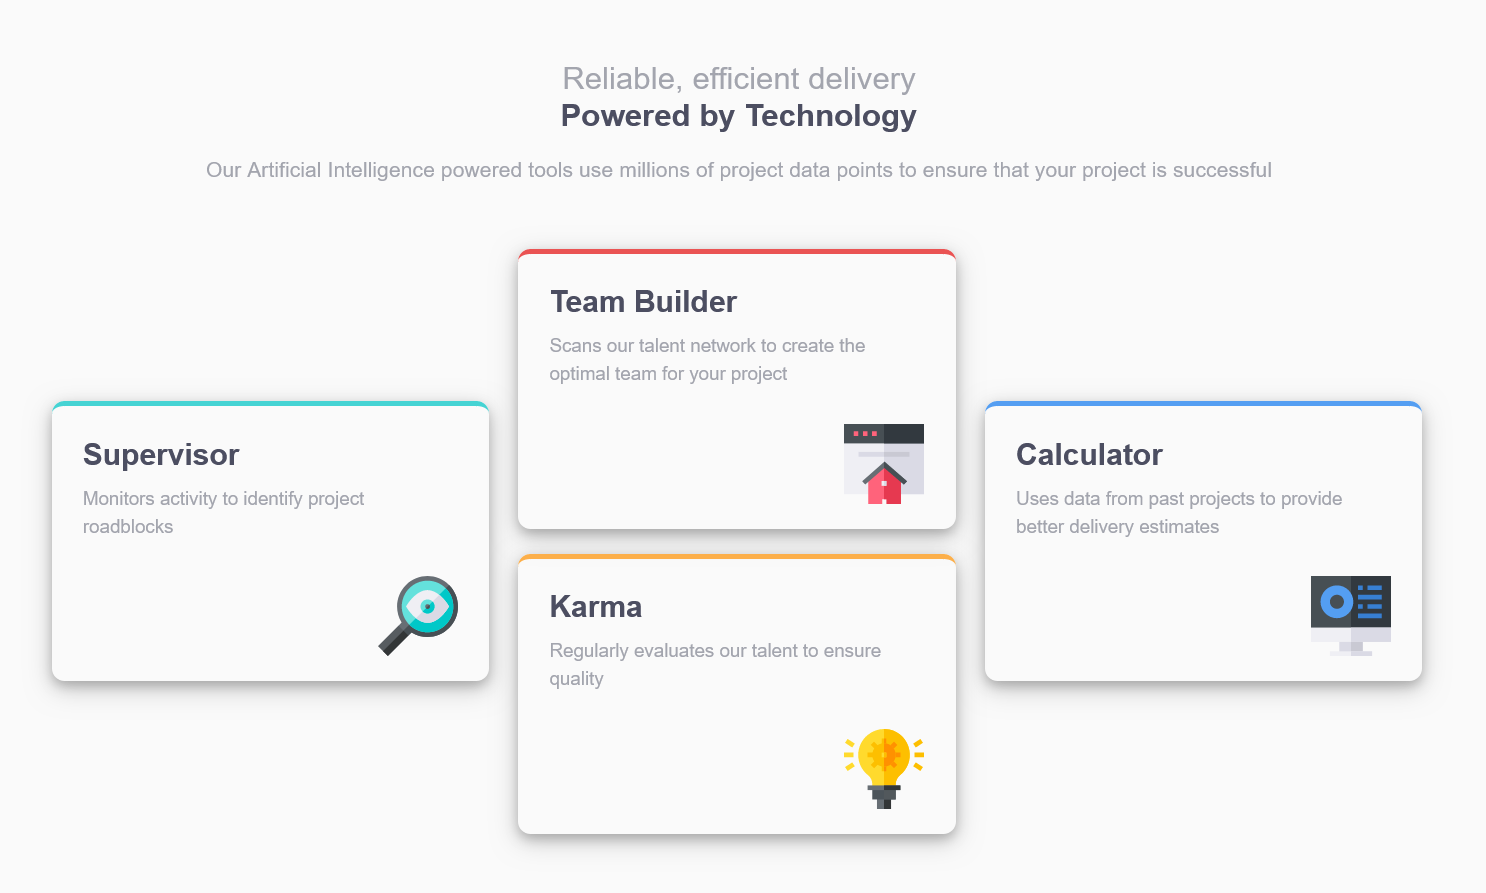 Reliable, efficient delivery
Powered by Technology
Our Artificial Intelligence powered tools use millions of project data points to ensure that your project is successful
Supervisor
Monitors activity to identify project
roadblocks
Team Builder
Scans our talent network to create the
optimal team for your project
Karma
Regularly evaluates our talent to ensure
quality
Calculator
Uses data from past projects to provide
better delivery estimates